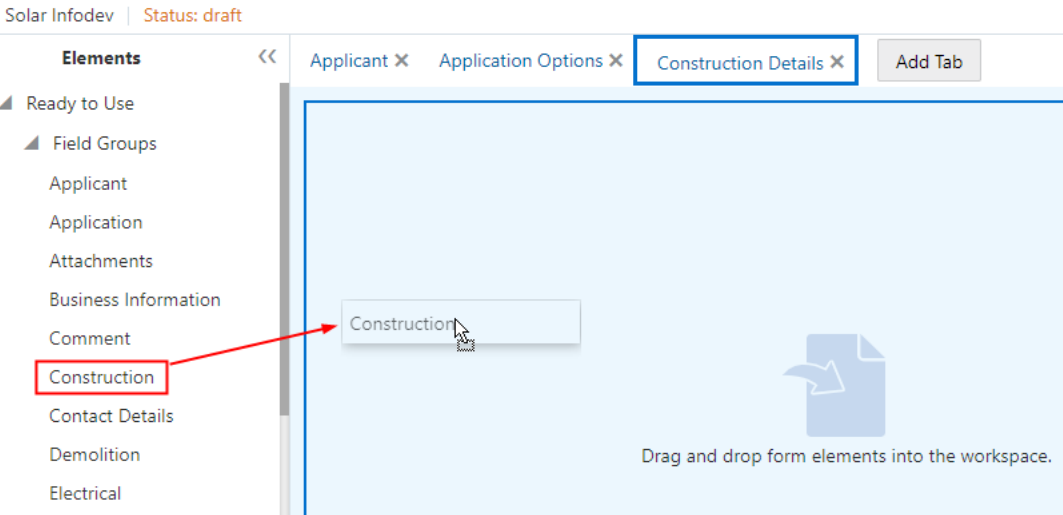 Solar Infodev | Status: draft
Elements
Applicant
Application Options
Construction Details
Add Tab
Ready to Use
Field Groups
Applicant
Application
Attachments
Business Information
Comment
Construction
Contact Details
Demolition
Electrical
Construction
Drag and drop form elements into the workspace.